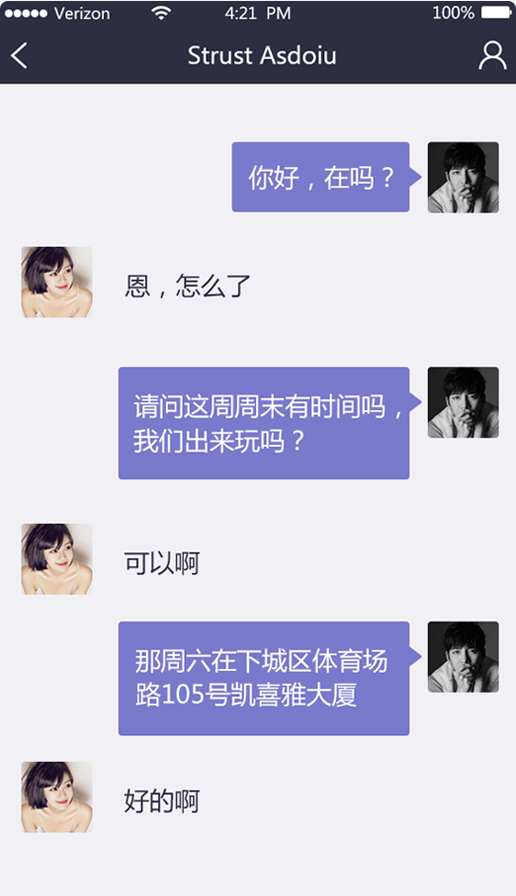 Verizon 4:21 PM 100%
Strust Asdoiu
你好，在吗？
恩，怎么了
请问这周周末有时间吗，
我们出来玩吗？
可以啊
那周六在下城区体育场
路105号凯喜雅大厦
好的啊